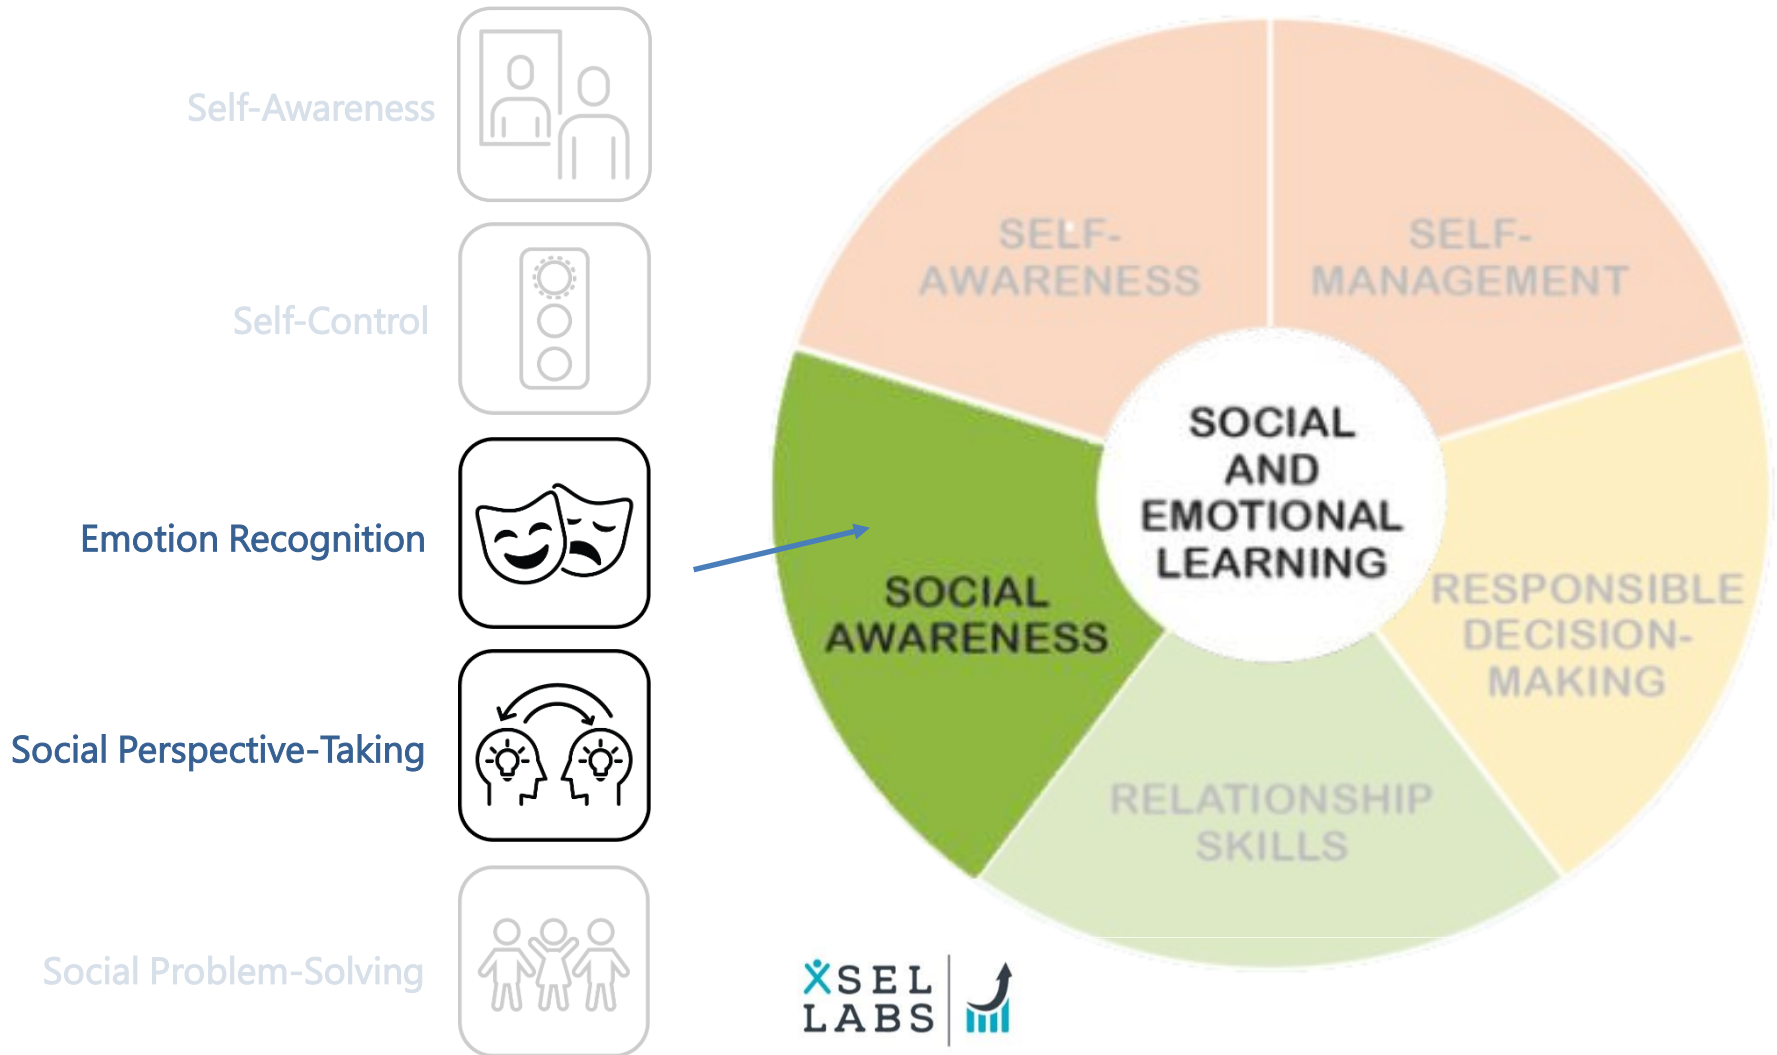 Self-Awareness
Self-Control
Emotion Recognition
Social Perspective-Taking
Social Problem-Solving
SELF-
AWARENESS
SELF-
MANAGEMENT
SOCIAL
AND
EMOTIONAL
LEARNING
SOCIAL
AWARENESS
RESPONSIBLE
DECISION-
MAKING
RELATIONSHIP
SKILLS
XSEL
LABS